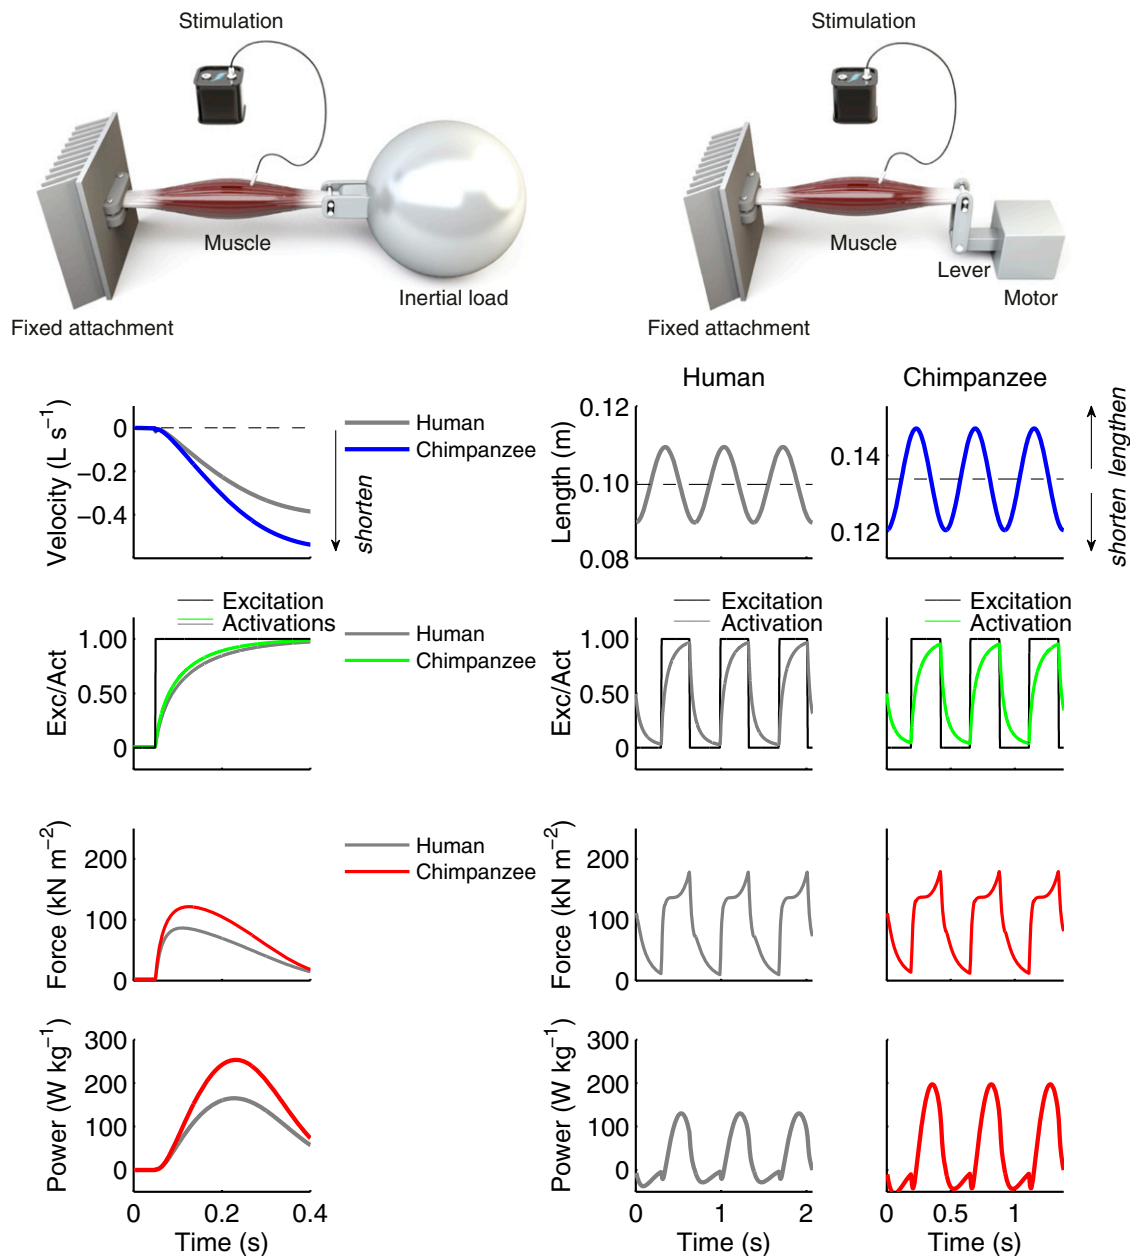 Stimulation
Stimulation
Muscle
Inertial load
Fixed attachment
Muscle
Lever
Motor
Fixed attachment
Human
Chimpanzee
Velocity (L s⁻¹)
0
−0.2
−0.4
shorten
Human
Chimpanzee
Length (m)
0.12
0.10
0.08
0.14
0.12
shorten lengthen
Exc/Act
1.00
0.50
0
Excitation
Activations
Human
Chimpanzee
Exc/Act
1.00
0.50
0
Excitation
Activation
Excitation
Activation
Force (kN m⁻²)
200
100
0
Human
Chimpanzee
Force (kN m⁻²)
200
100
0
Power (W kg⁻¹)
300
200
100
0
0 0.2 0.4
Time (s)
Power (W kg⁻¹)
300
200
100
0
0 1 2
Time (s)
0 0.5 1
Time (s)